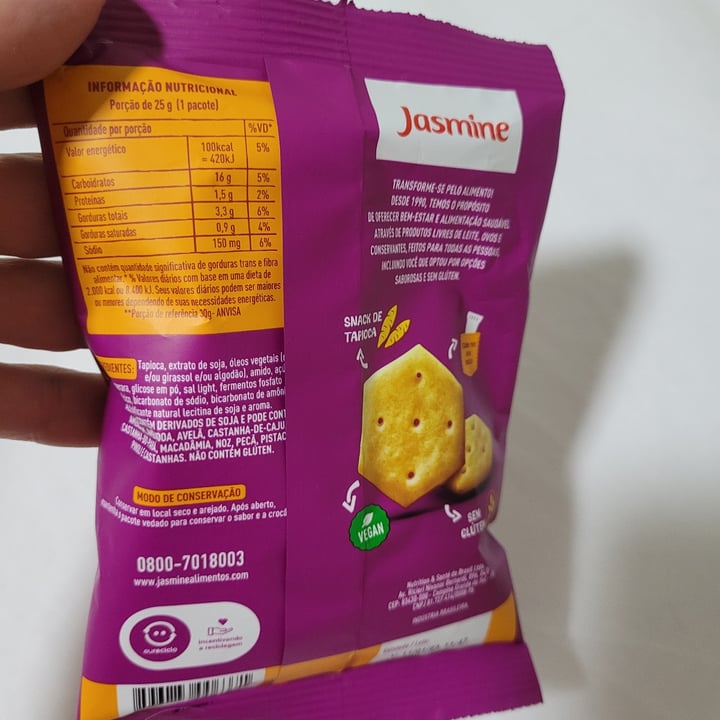 INFORMAÇÃO NUTRICIONAL
Porção de 25 g (1 pacote)
Quantidade por porção %VD*
Valor energético 100kcal = 420kJ 5%
Carboidratos 16 g 5%
Proteínas 1,5 g 2%
Gorduras totais 3,3 g 6%
Gorduras saturadas 0,9 g 4%
Sódio 150 mg 6%
Não contém quantidade significativa de gorduras trans e fibra
alimentar. * % Valores diários com base em uma dieta de
2.000 kcal ou 8.400 kJ. Seus valores diários podem ser maiores
ou menores dependendo de suas necessidades energéticas.
**Porção de referência 30g- ANVISA
Tapioca, extrato de soja, óleos vegetais
e/ou girassol e/ou algodão), amido,
glicose em pó, sal light, fermentos fosfato
bicarbonato de sódio, bicarbonato de
natural lecitina de soja e aroma.
DERIVADOS DE SOJA E PODE
AVELÃ, CASTANHA-DE-CAJU
MACADÂMIA, NOZ, PECÃ,
CASTANHAS. NÃO CONTÉM GLÚTEN.
MODO DE CONSERVAÇÃO
Conservar em local seco e arejado. Após aberto,
pacote vedado para conservar o sabor e a
0800-7018003
www.jasminealimentos.com
eureciclo
incentivando
a reciclagem
Jasmine
TRANSFORME-SE PELO ALIMENTO!
DESDE 1990, TEMOS O PROPÓSITO
DE OFERECER BEM-ESTAR E ALIMENTAÇÃO SAUDÁVEL
ATRAVÉS DE PRODUTOS LIVRES DE LEITE, OVOS E
CONSERVANTES, FEITOS PARA TODAS AS PESSOAS,
INCLUINDO VOCÊ QUE OPTOU POR OPÇÕES
SABOROSAS E SEM GLÚTEN.
SNACK DE
TAPIOCA
VEGAN
SEM
GLÚTEN
Nutrition & Santé do Brasil Ltda.
INDÚSTRIA BRASILEIRA